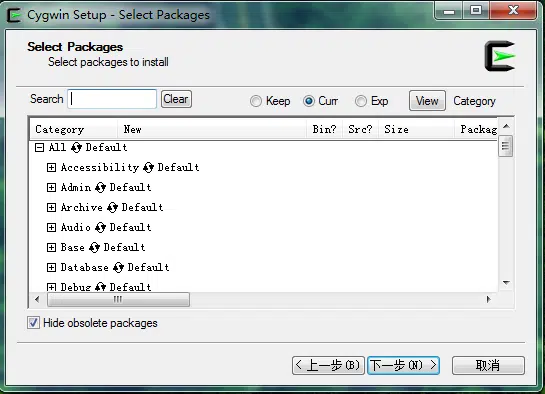 Cygwin Setup - Select Packages
Select Packages
Select packages to install
Search Clear Keep Curr Exp View Category
Category New Bin? Src? Size Packag
All Default
Accessibility Default
Admin Default
Archive Default
Audio Default
Base Default
Database Default
Debug Default
Hide obsolete packages
< 上一步(B) 下一步(N) > 取消